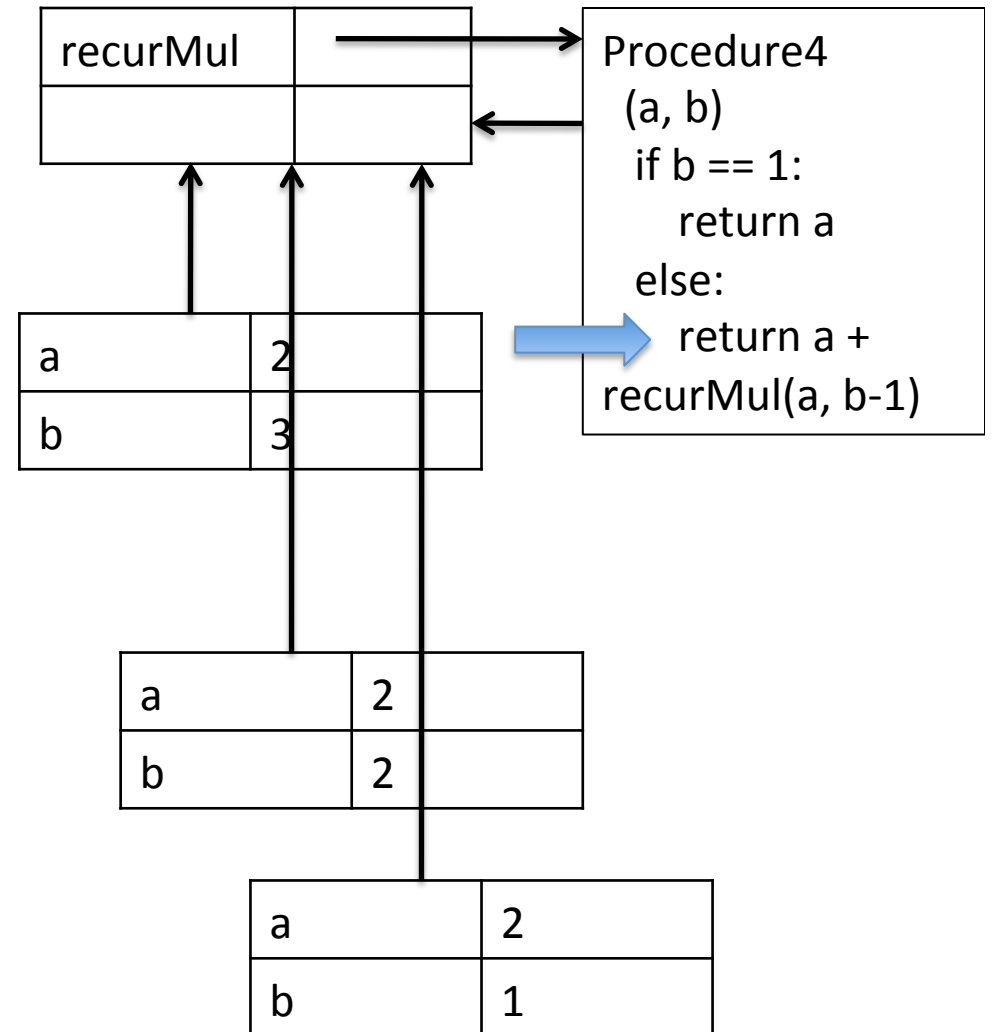 recurMul
Procedure4
(a, b)
if b == 1:
return a
else:
return a +
recurMul(a, b-1)
a 2
b 3
a 2
b 2
a 2
b 1